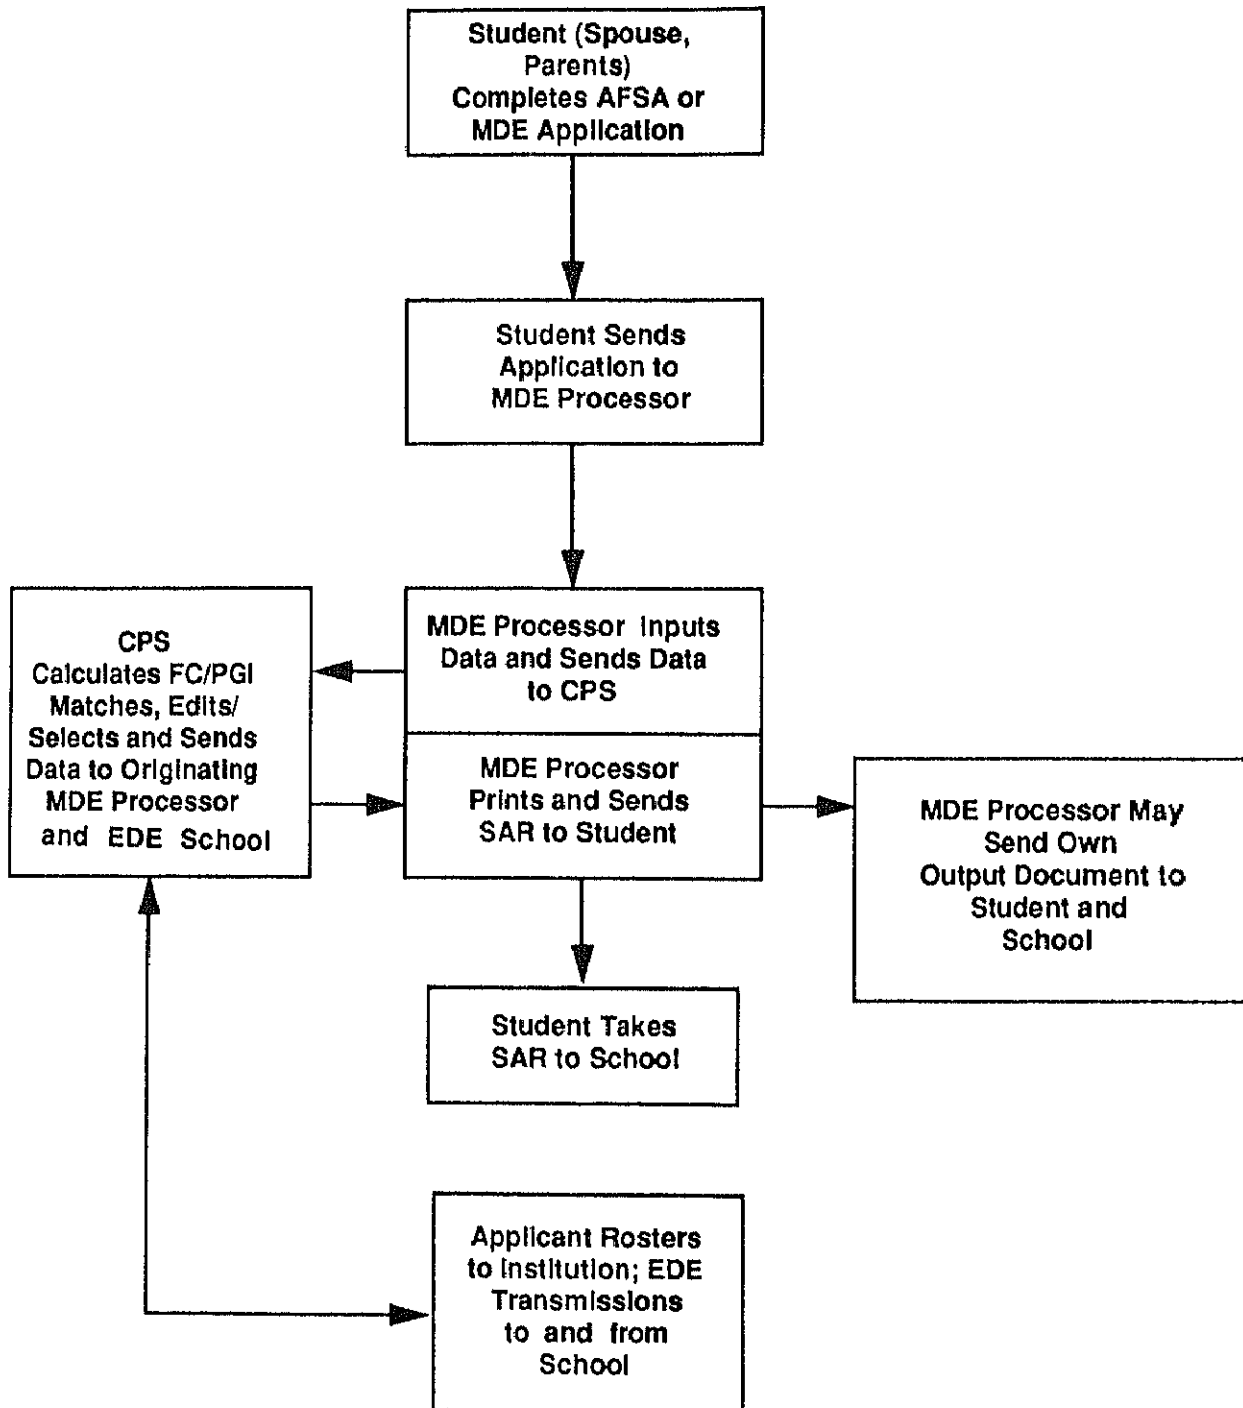 Student (Spouse,
Parents)
Completes AFSA or
MDE Application
Student Sends
Application to
MDE Processor
MDE Processor Inputs
Data and Sends Data
to CPS
CPS
Calculates FC/PGI
Matches, Edits/
Selects and Sends
Data to Originating
MDE Processor
and EDE School
MDE Processor
Prints and Sends
SAR to Student
MDE Processor May
Send Own
Output Document to
Student and
School
Student Takes
SAR to School
Applicant Rosters
to Institution; EDE
Transmissions
to and from
School